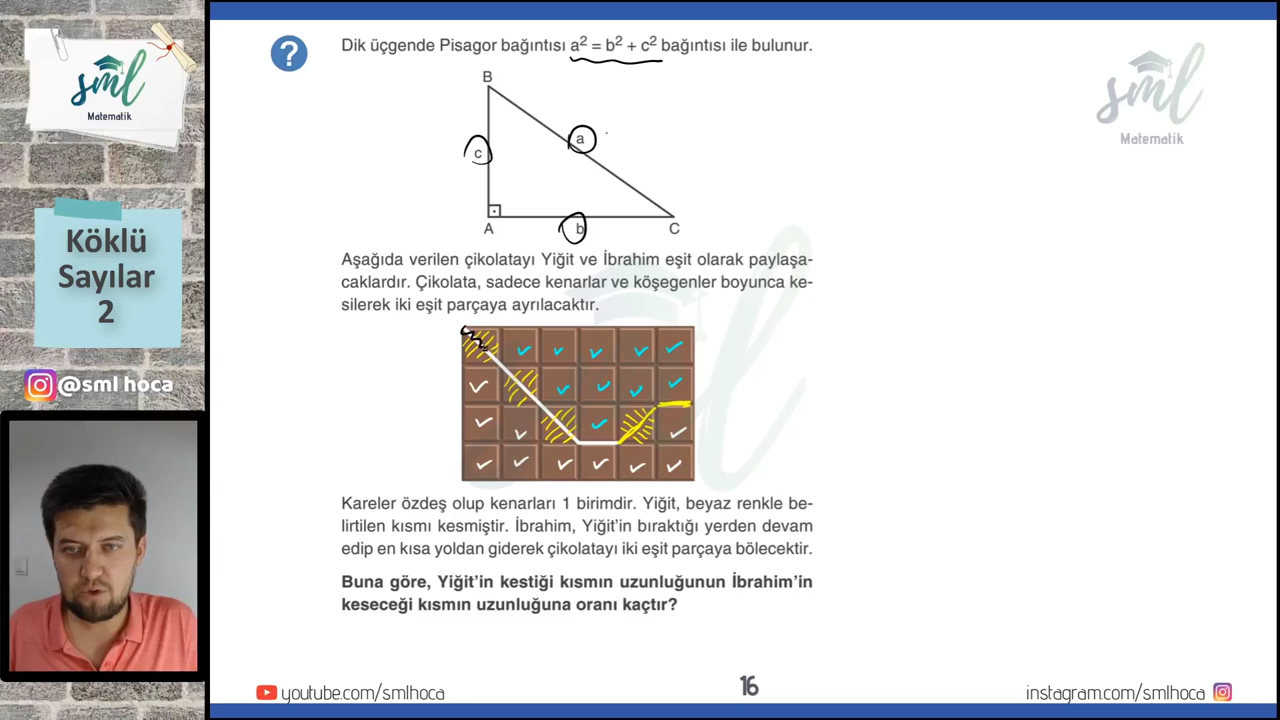 sml
Matematik
Köklü
Sayılar
2
@sml hoca
?
Dik üçgende Pisagor bağıntısı a² = b² + c² bağıntısı ile bulunur.
B
c
a
A
b
C
Aşağıda verilen çikolatayı Yiğit ve İbrahim eşit olarak paylaşa-
caklardır. Çikolata, sadece kenarlar ve köşegenler boyunca ke-
silerek iki eşit parçaya ayrılacaktır.
Kareler özdeş olup kenarları 1 birimdir. Yiğit, beyaz renkle be-
lirtilen kısmı kesmiştir. İbrahim, Yiğit'in bıraktığı yerden devam
edip en kısa yoldan giderek çikolatayı iki eşit parçaya bölecektir.
Buna göre, Yiğit'in kestiği kısmın uzunluğunun İbrahim'in
keseceği kısmın uzunluğuna oranı kaçtır?
sml
Matematik
youtube.com/smlhoca
16
instagram.com/smlhoca